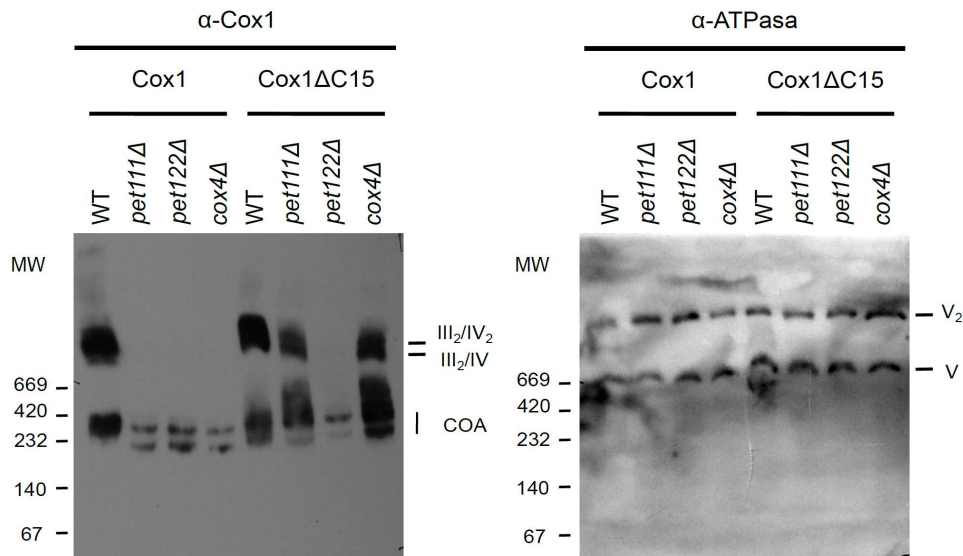 α-Cox1
Cox1 Cox1ΔC15
WT pet111Δ pet122Δ cox4Δ WT pet111Δ pet122Δ cox4Δ
MW
III₂/IV₂
III₂/IV
669
420
COA
232
140
67
α-ATPasa
Cox1 Cox1ΔC15
WT pet111Δ pet122Δ cox4Δ WT pet111Δ pet122Δ cox4Δ
MW
V₂
V
669
420
232
140
67